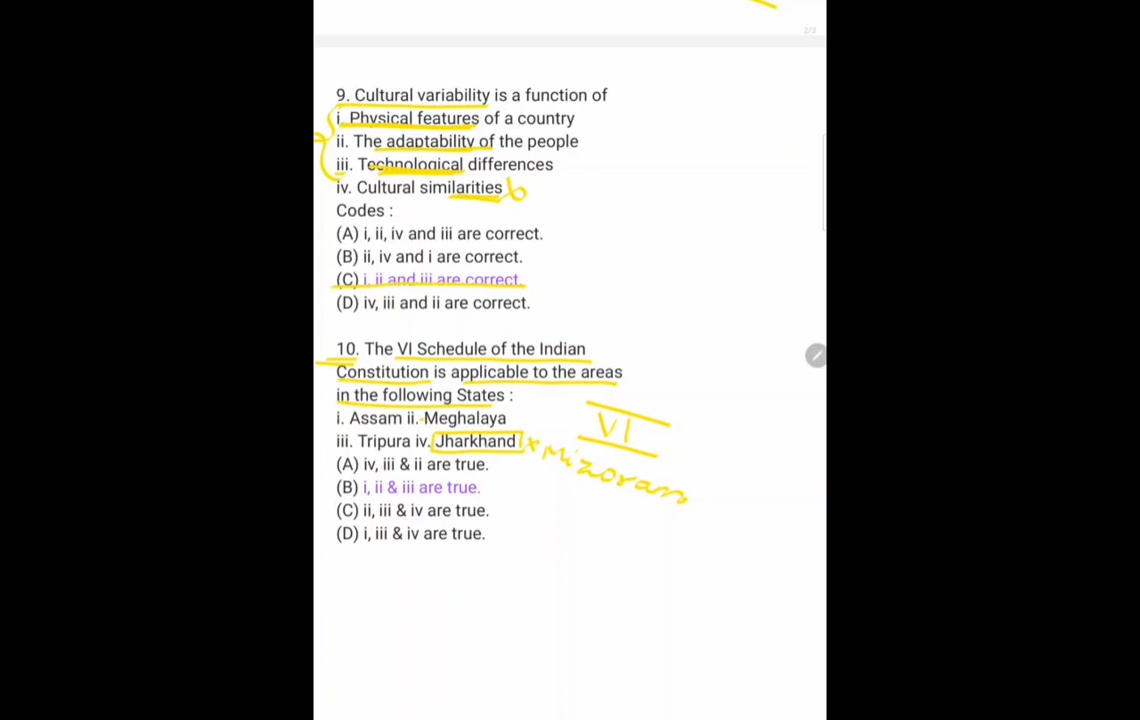 2/3
9. Cultural variability is a function of
i. Physical features of a country
ii. The adaptability of the people
iii. Technological differences
iv. Cultural similarities
Codes :
(A) i, ii, iv and iii are correct.
(B) ii, iv and i are correct.
(C) i, ii and iii are correct.
(D) iv, iii and ii are correct.
10. The VI Schedule of the Indian
Constitution is applicable to the areas
in the following States :
i. Assam ii. Meghalaya
VI
iii. Tripura iv. Jharkhand
Mizoram
(A) iv, iii & ii are true.
(B) i, ii & iii are true.
(C) ii, iii & iv are true.
(D) i, iii & iv are true.